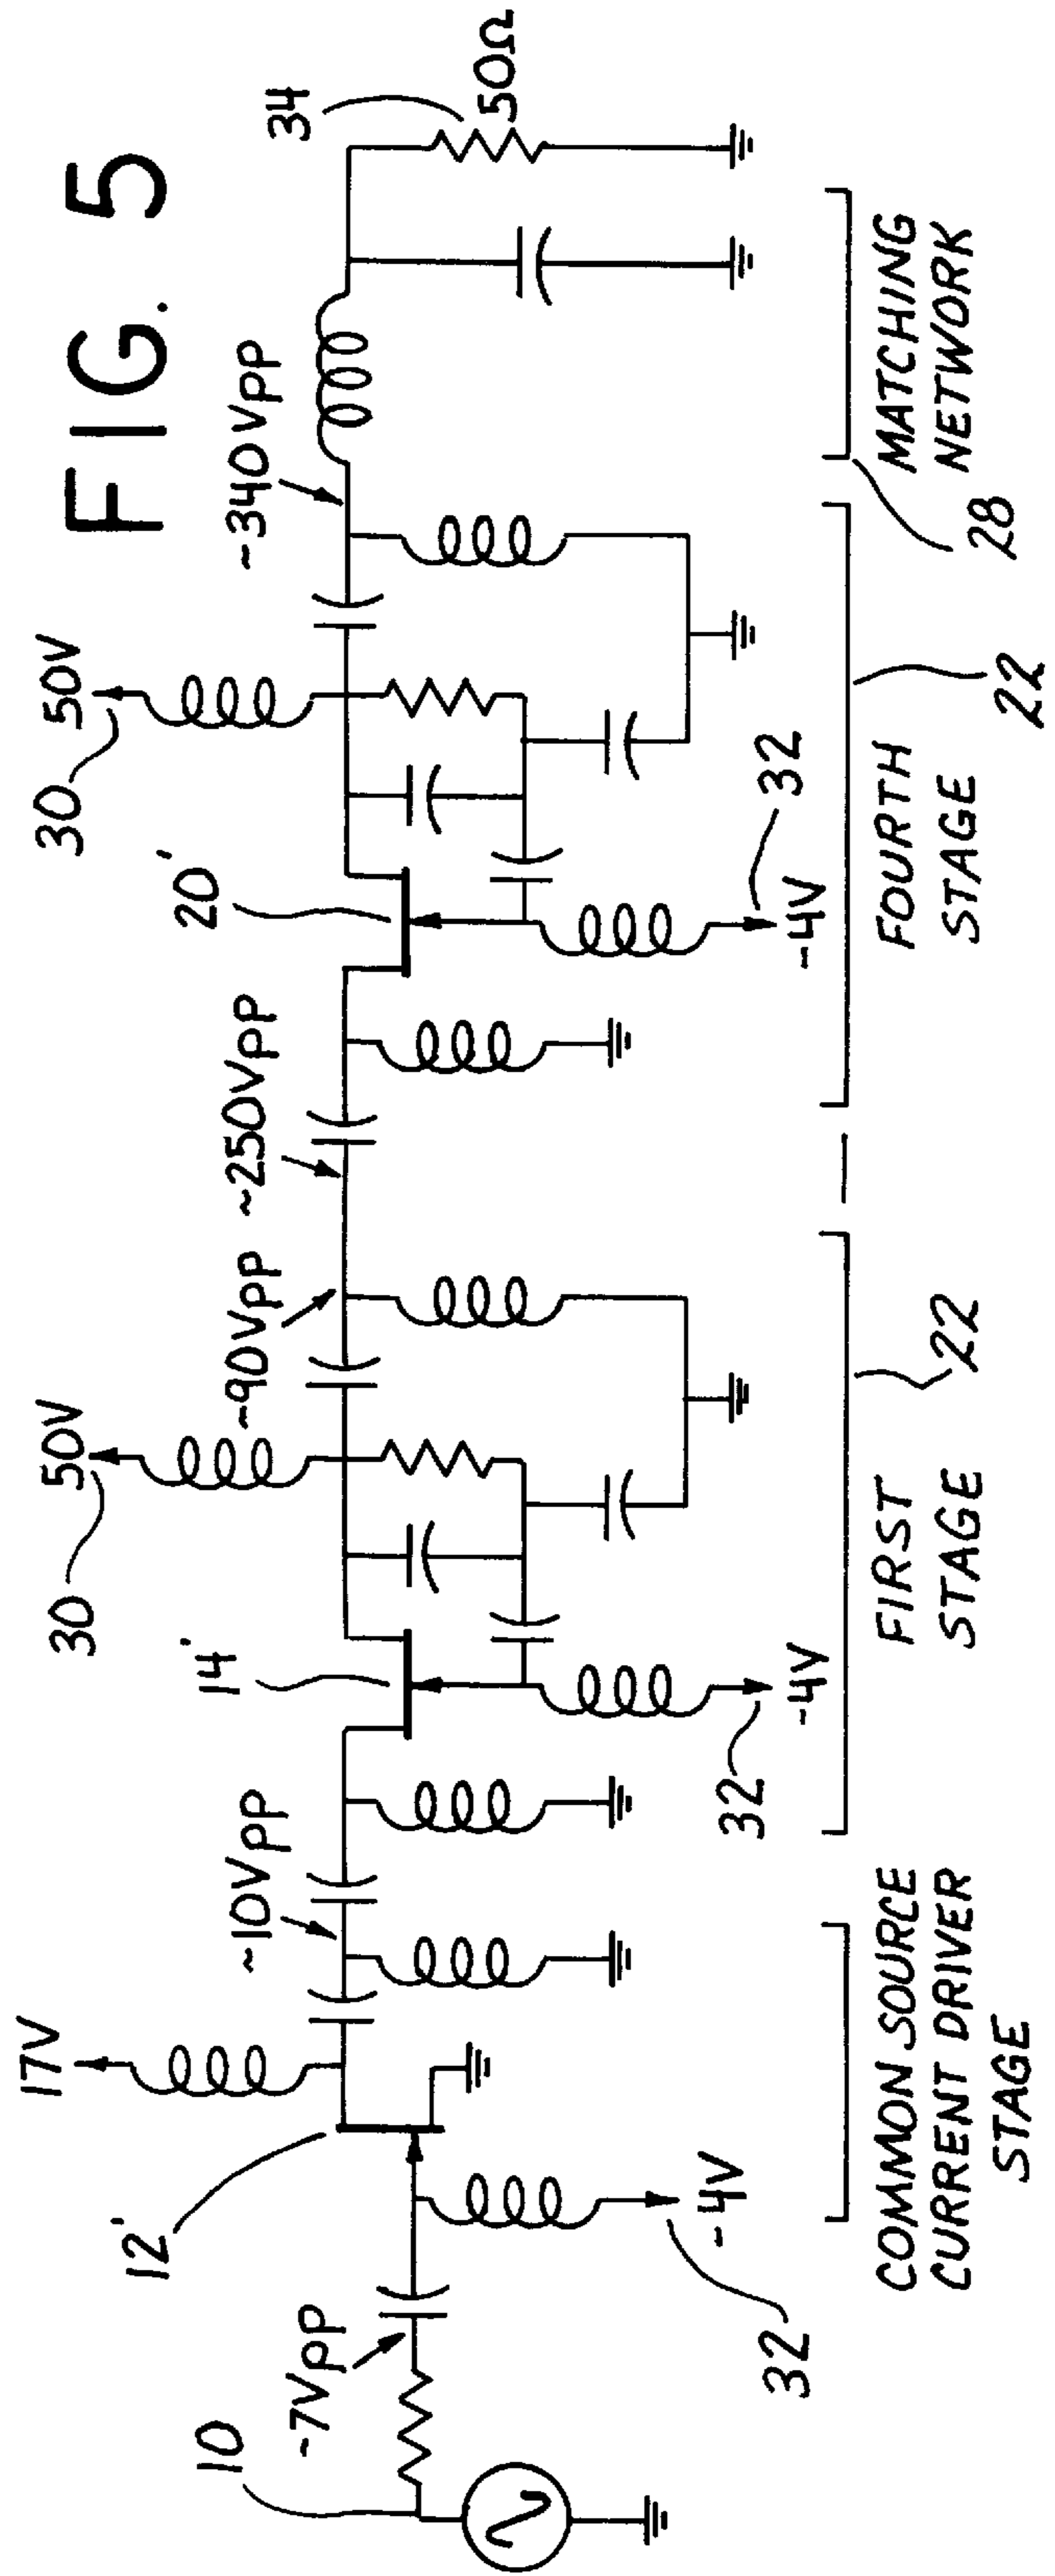 FIG. 5
10
~7Vpp
12'
17V
~10Vpp
14'
30
50V
~90Vpp
~250Vpp
20'
30
50V
~340Vpp
34
50Ω
32
-4V
32
-4V
-4V
32
COMMON SOURCE
CURRENT DRIVER
STAGE
FIRST
STAGE
22
FOURTH
STAGE
22
MATCHING
NETWORK
28